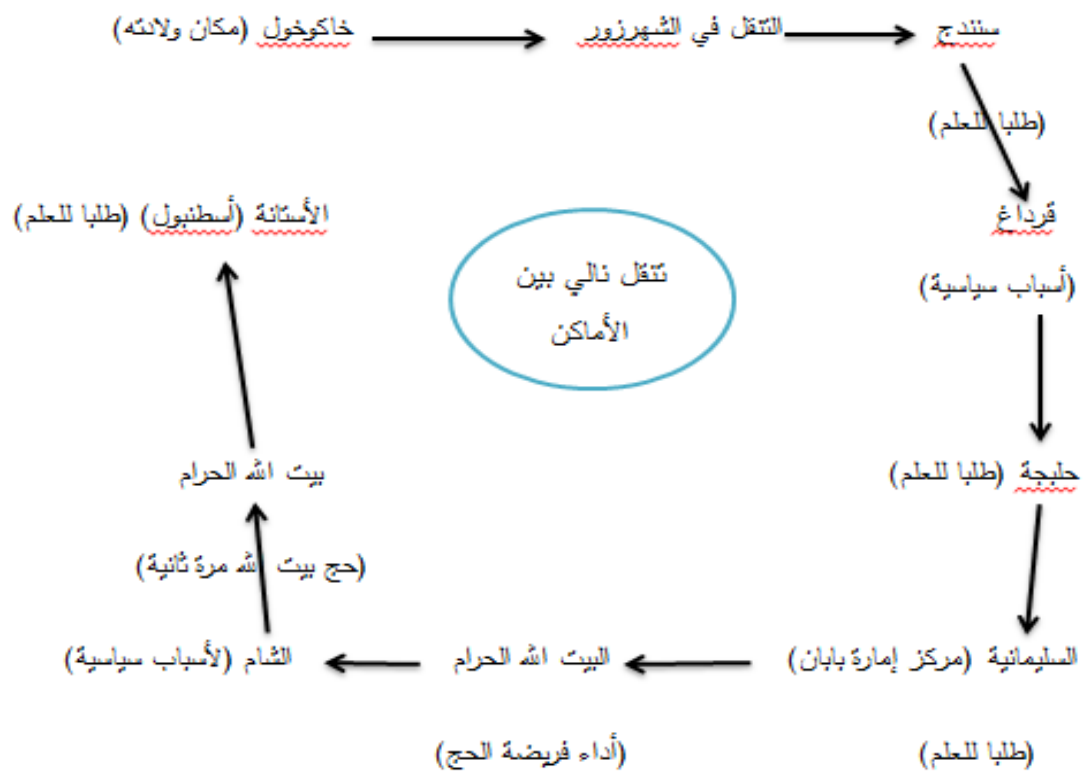 خاكوخول (مكان ولادته)
التنقل في الشهرزور
سنندج
(طلبا للعلم)
قرداغ
(أسباب سياسية)
حلبجة (طلبا للعلم)
السليمانية (مركز إمارة بابان)
(طلبا للعلم)
البيت الله الحرام
(أداء فريضة الحج)
الشام (لأسباب سياسية)
(حج بيت الله مرة ثانية)
بيت الله الحرام
الأستانة (أسطنبول) (طلبا للعلم)
تنقل نالي بين
الأماكن